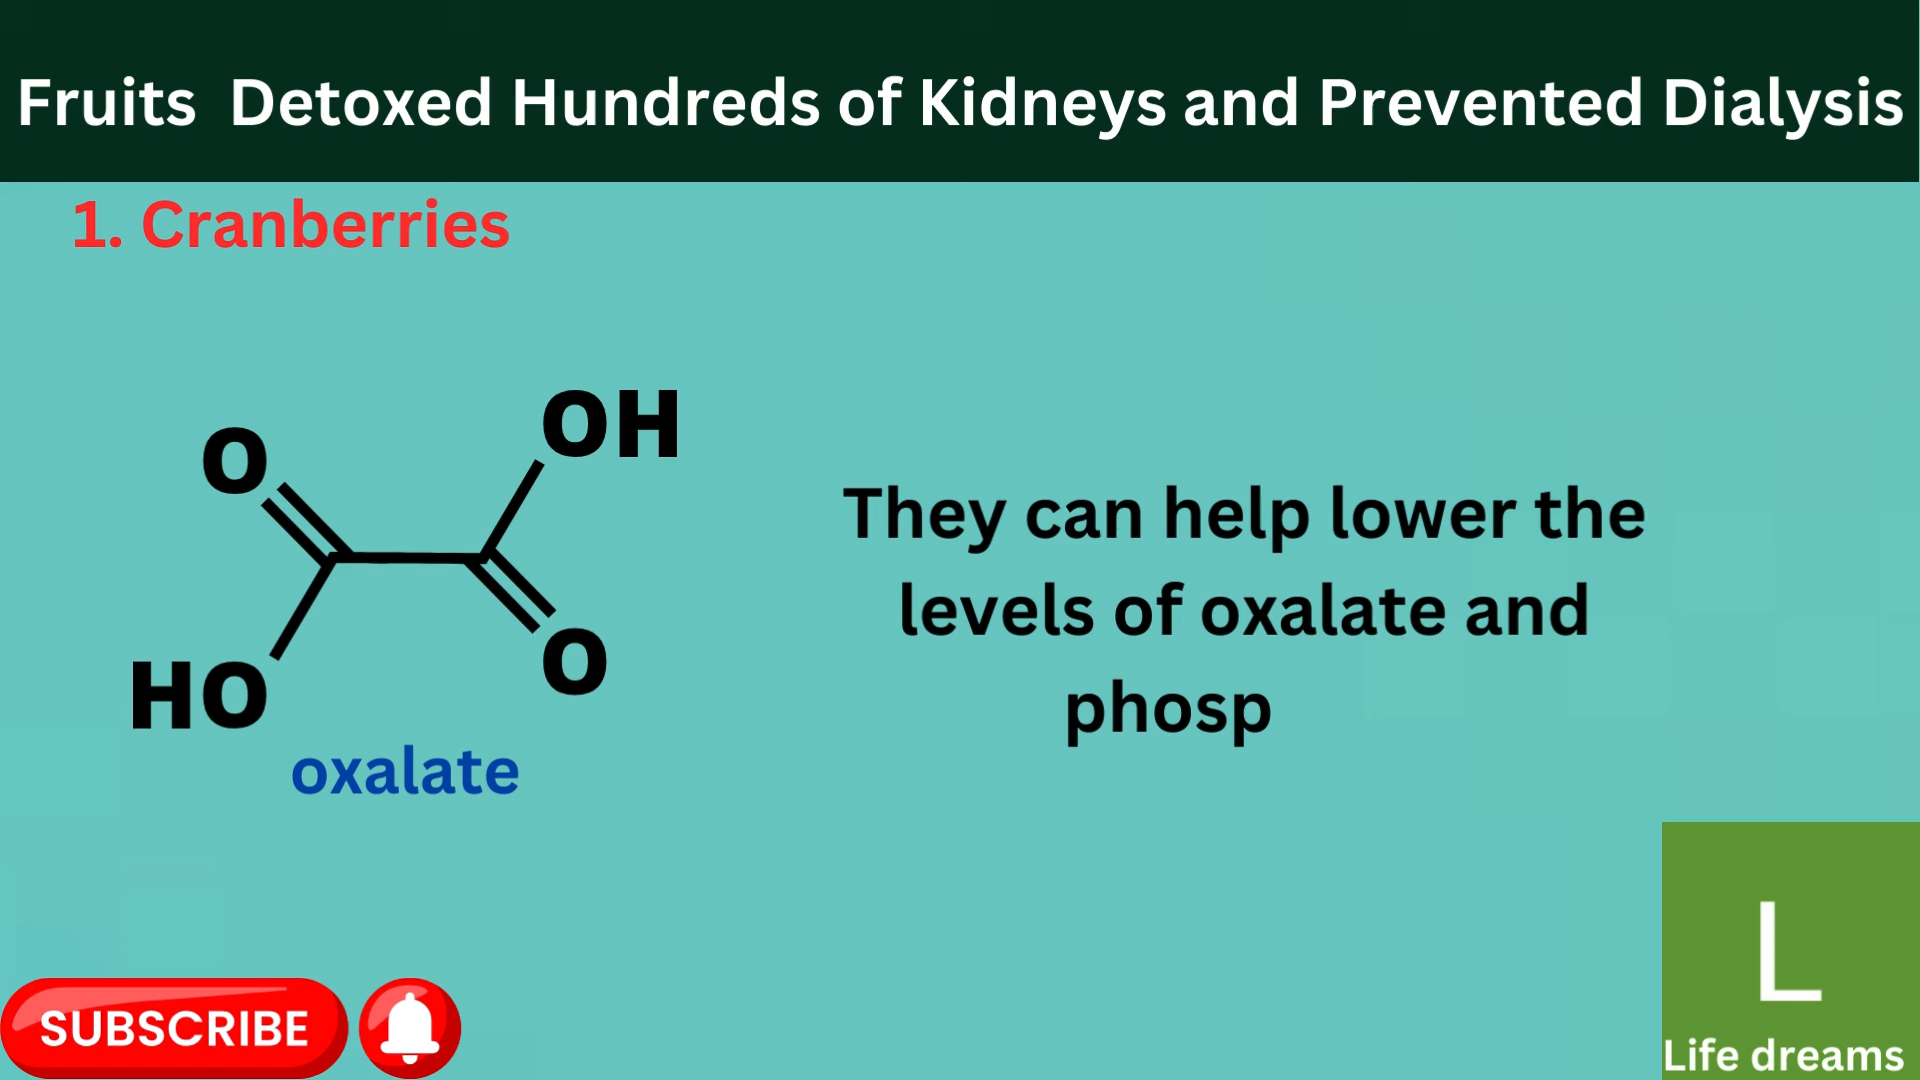 Fruits  Detoxed Hundreds of Kidneys and Prevented Dialysis
1. Cranberries
O
OH
HO
O
oxalate
They can help lower the
levels of oxalate and
phosp
SUBSCRIBE
L
Life dreams